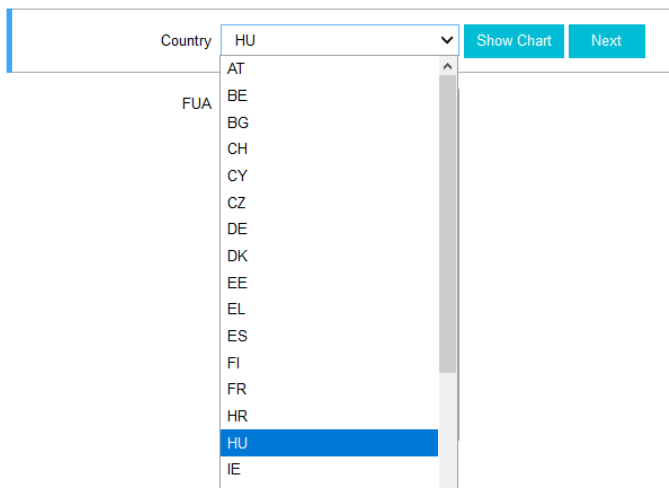 Country HU Show Chart Next
AT
FUA BE
BG
CH
CY
CZ
DE
DK
EE
EL
ES
FI
FR
HR
HU
IE